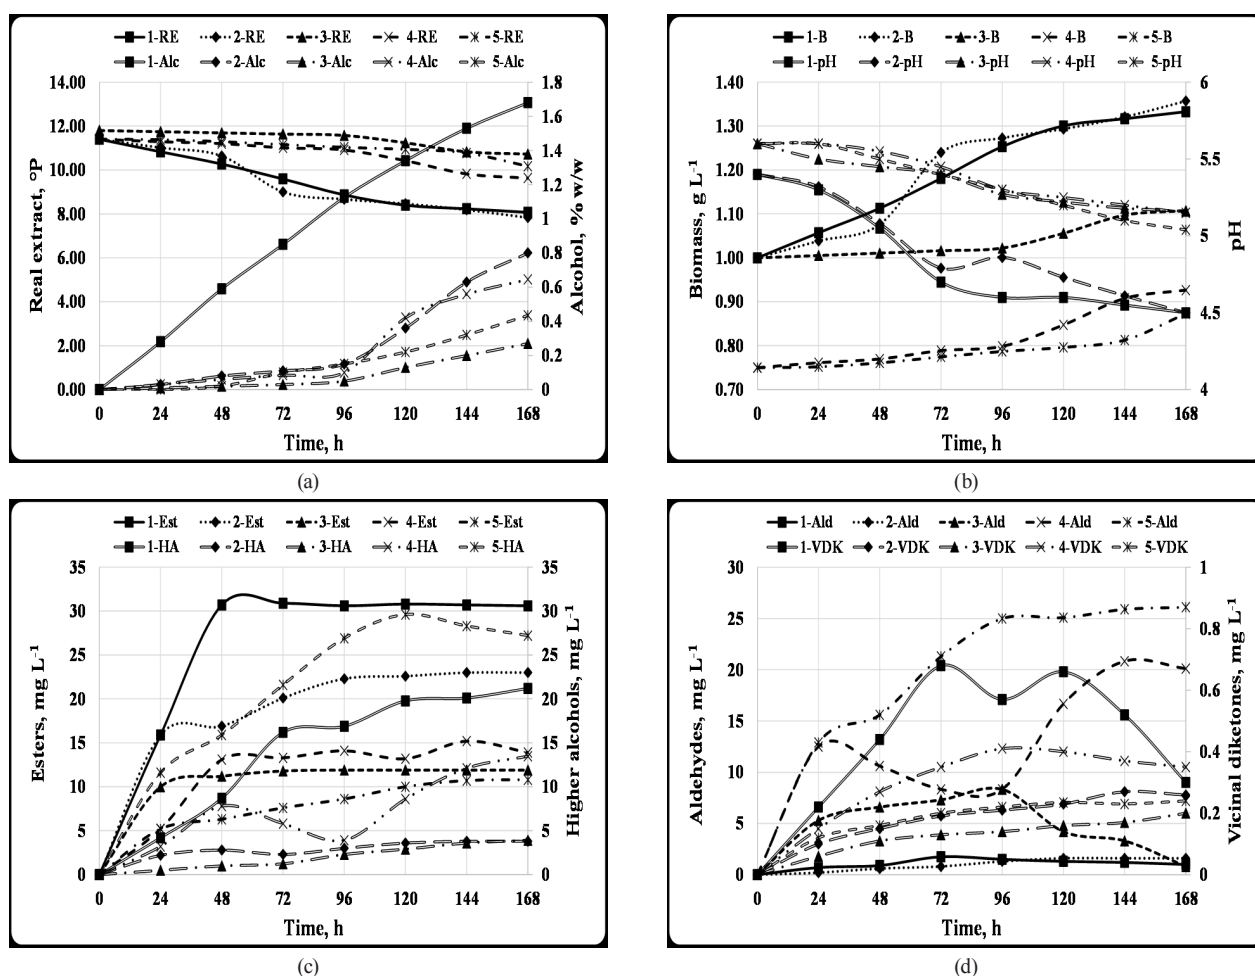 1-RE 2-RE 3-RE 4-RE 5-RE
1-Alc 2-Alc 3-Alc 4-Alc 5-Alc
14.00 1.8
12.00 1.6
10.00 1.4
8.00 1.2
6.00 1
4.00 0.8
2.00 0.6
0.00 0.4
0.2
0
Real extract, °P
Alcohol, % w/w
0 24 48 72 96 120 144 168
Time, h
(a)
1-B 2-B 3-B 4-B 5-B
1-pH 2-pH 3-pH 4-pH 5-pH
1.40 6
1.30 5.5
1.20 5
1.10 4.5
1.00 4
0.90
0.80
0.70
Biomass, g L⁻¹
pH
0 24 48 72 96 120 144 168
Time, h
(b)
1-Est 2-Est 3-Est 4-Est 5-Est
1-HA 2-HA 3-HA 4-HA 5-HA
35 35
30 30
25 25
20 20
15 15
10 10
5 5
0 0
Esters, mg L⁻¹
Higher alcohols, mg L⁻¹
0 24 48 72 96 120 144 168
Time, h
(c)
1-Ald 2-Ald 3-Ald 4-Ald 5-Ald
1-VDK 2-VDK 3-VDK 4-VDK 5-VDK
30 1
25 0.8
20 0.6
15 0.4
10 0.2
5 0
0
Aldehydes, mg L⁻¹
Vicinal diketones, mg L⁻¹
0 24 48 72 96 120 144 168
Time, h
(d)